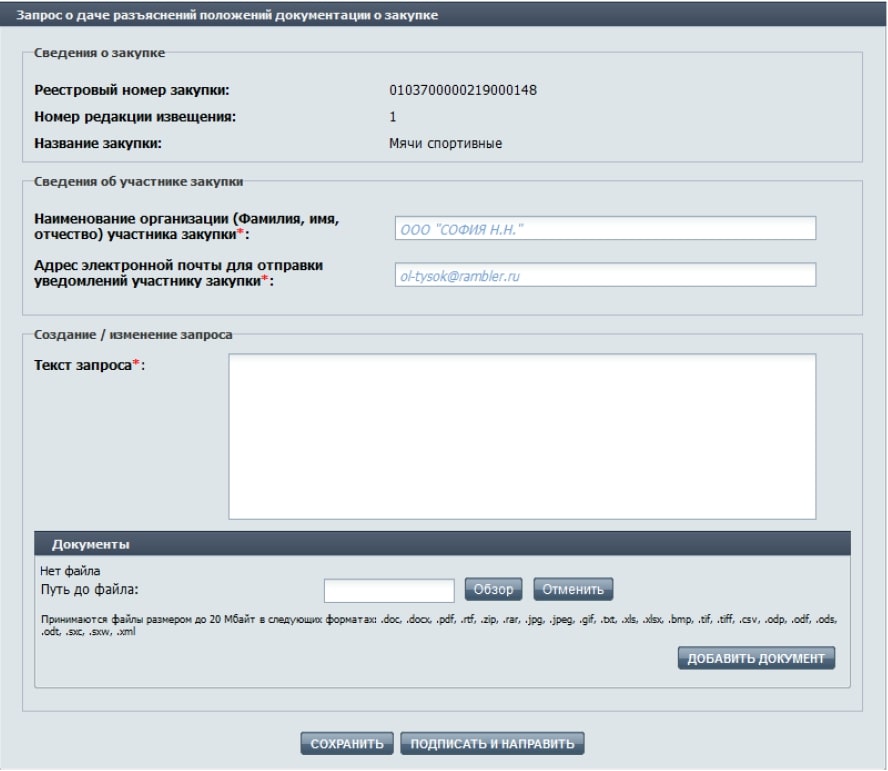 Запрос о даче разъяснений положений документации о закупке
Сведения о закупке
Реестровый номер закупки: 0103700000219000148
Номер редакции извещения: 1
Название закупки: Мячи спортивные
Сведения об участнике закупки
Наименование организации (Фамилия, имя,
отчество) участника закупки*: ООО "СОФИЯ Н.Н."
Адрес электронной почты для отправки
уведомлений участнику закупки*: ol-tysok@rambler.ru
Создание / изменение запроса
Текст запроса*:
Документы
Нет файла
Путь до файла: Обзор Отменить
Принимаются файлы размером до 20 Мбайт в следующих форматах: .doc, .docx, .pdf, .rtf, .zip, .rar, .jpg, .jpeg, .gif, .txt, .xls, .xlsx, .bmp, .tif, .tiff, .csv, .odp, .odf, .ods,
.odt, .sxc, .sxw, .xml
ДОБАВИТЬ ДОКУМЕНТ
СОХРАНИТЬ ПОДПИСАТЬ И НАПРАВИТЬ